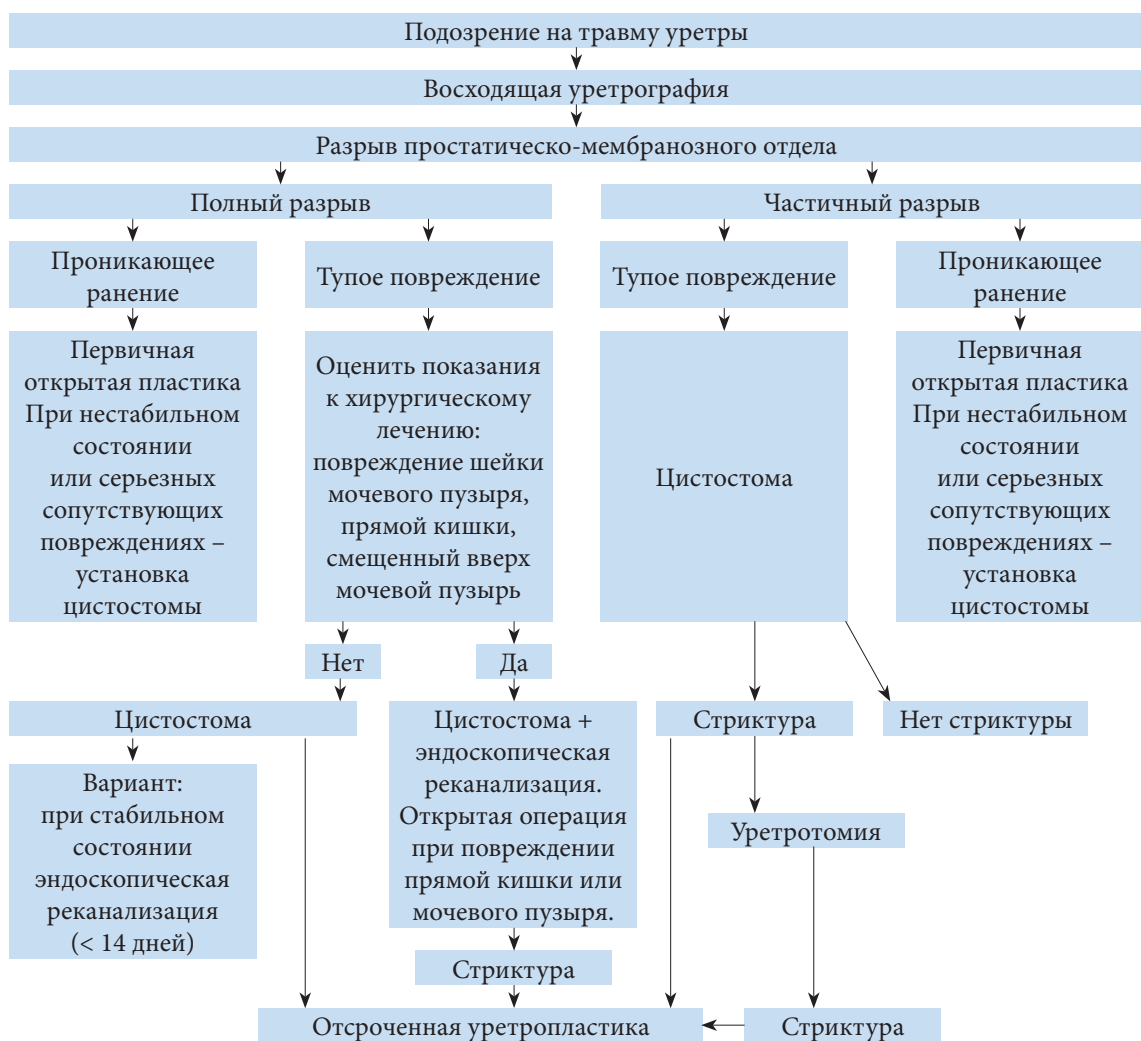 Подозрение на травму уретры
Восходящая уретрография
Разрыв простатическо-мембранозного отдела
Полный разрыв
Частичный разрыв
Проникающее
ранение
Тупое повреждение
Тупое повреждение
Проникающее
ранение
Первичная
открытая пластика
При нестабильном
состоянии
или серьезных
сопутствующих
повреждениях –
установка
цистостомы
Оценить показания
к хирургическому
лечению:
повреждение шейки
мочевого пузыря,
прямой кишки,
смещенный вверх
мочевой пузырь
Цистостома
Первичная
открытая пластика
При нестабильном
состоянии
или серьезных
сопутствующих
повреждениях –
установка
цистостомы
Нет
Да
Цистостома
Цистостома +
эндоскопическая
реканализация.
Открытая операция
при повреждении
прямой кишки или
мочевого пузыря.
Стриктура
Нет стриктуры
Вариант:
при стабильном
состоянии
эндоскопическая
реканализация
(< 14 дней)
Уретротомия
Стриктура
Отсроченная уретропластика
Стриктура